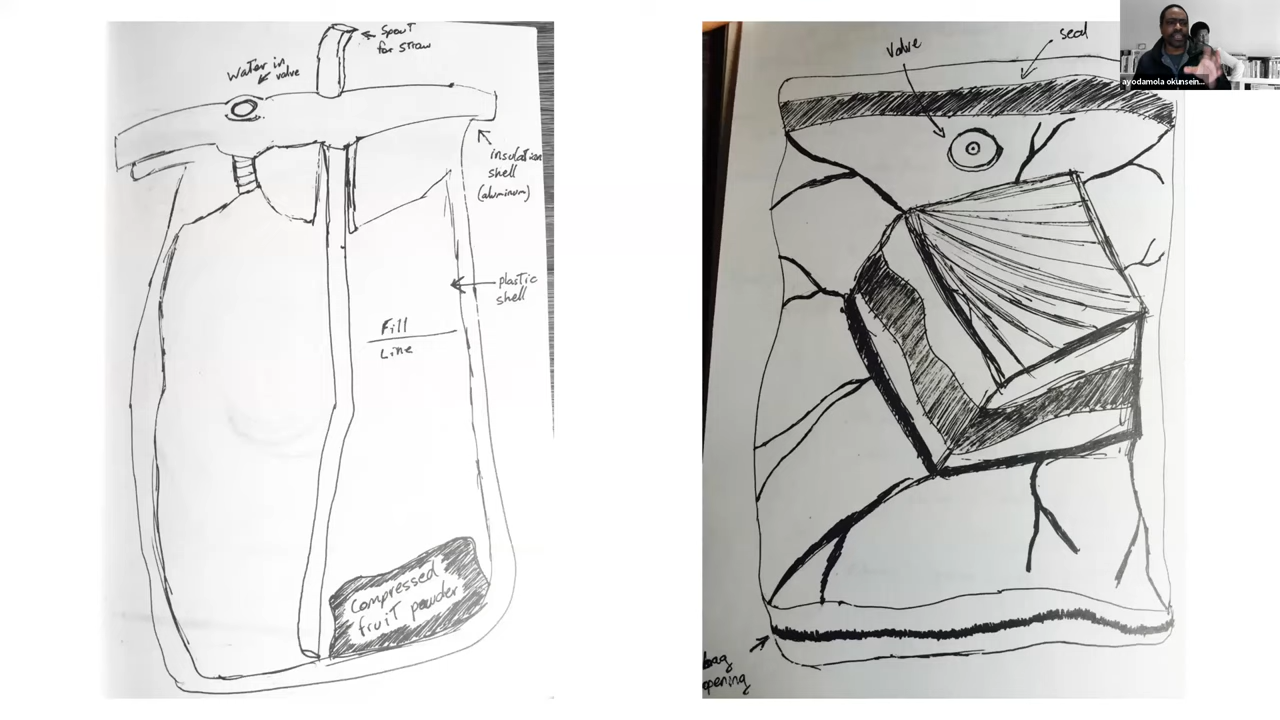 Spout
for straw
Water in
valve
insulation
shell
(aluminum)
plastic
shell
Fill
Line
Compressed
fruit powder
valve
seal
bag
opening
ayodamola okunsein...